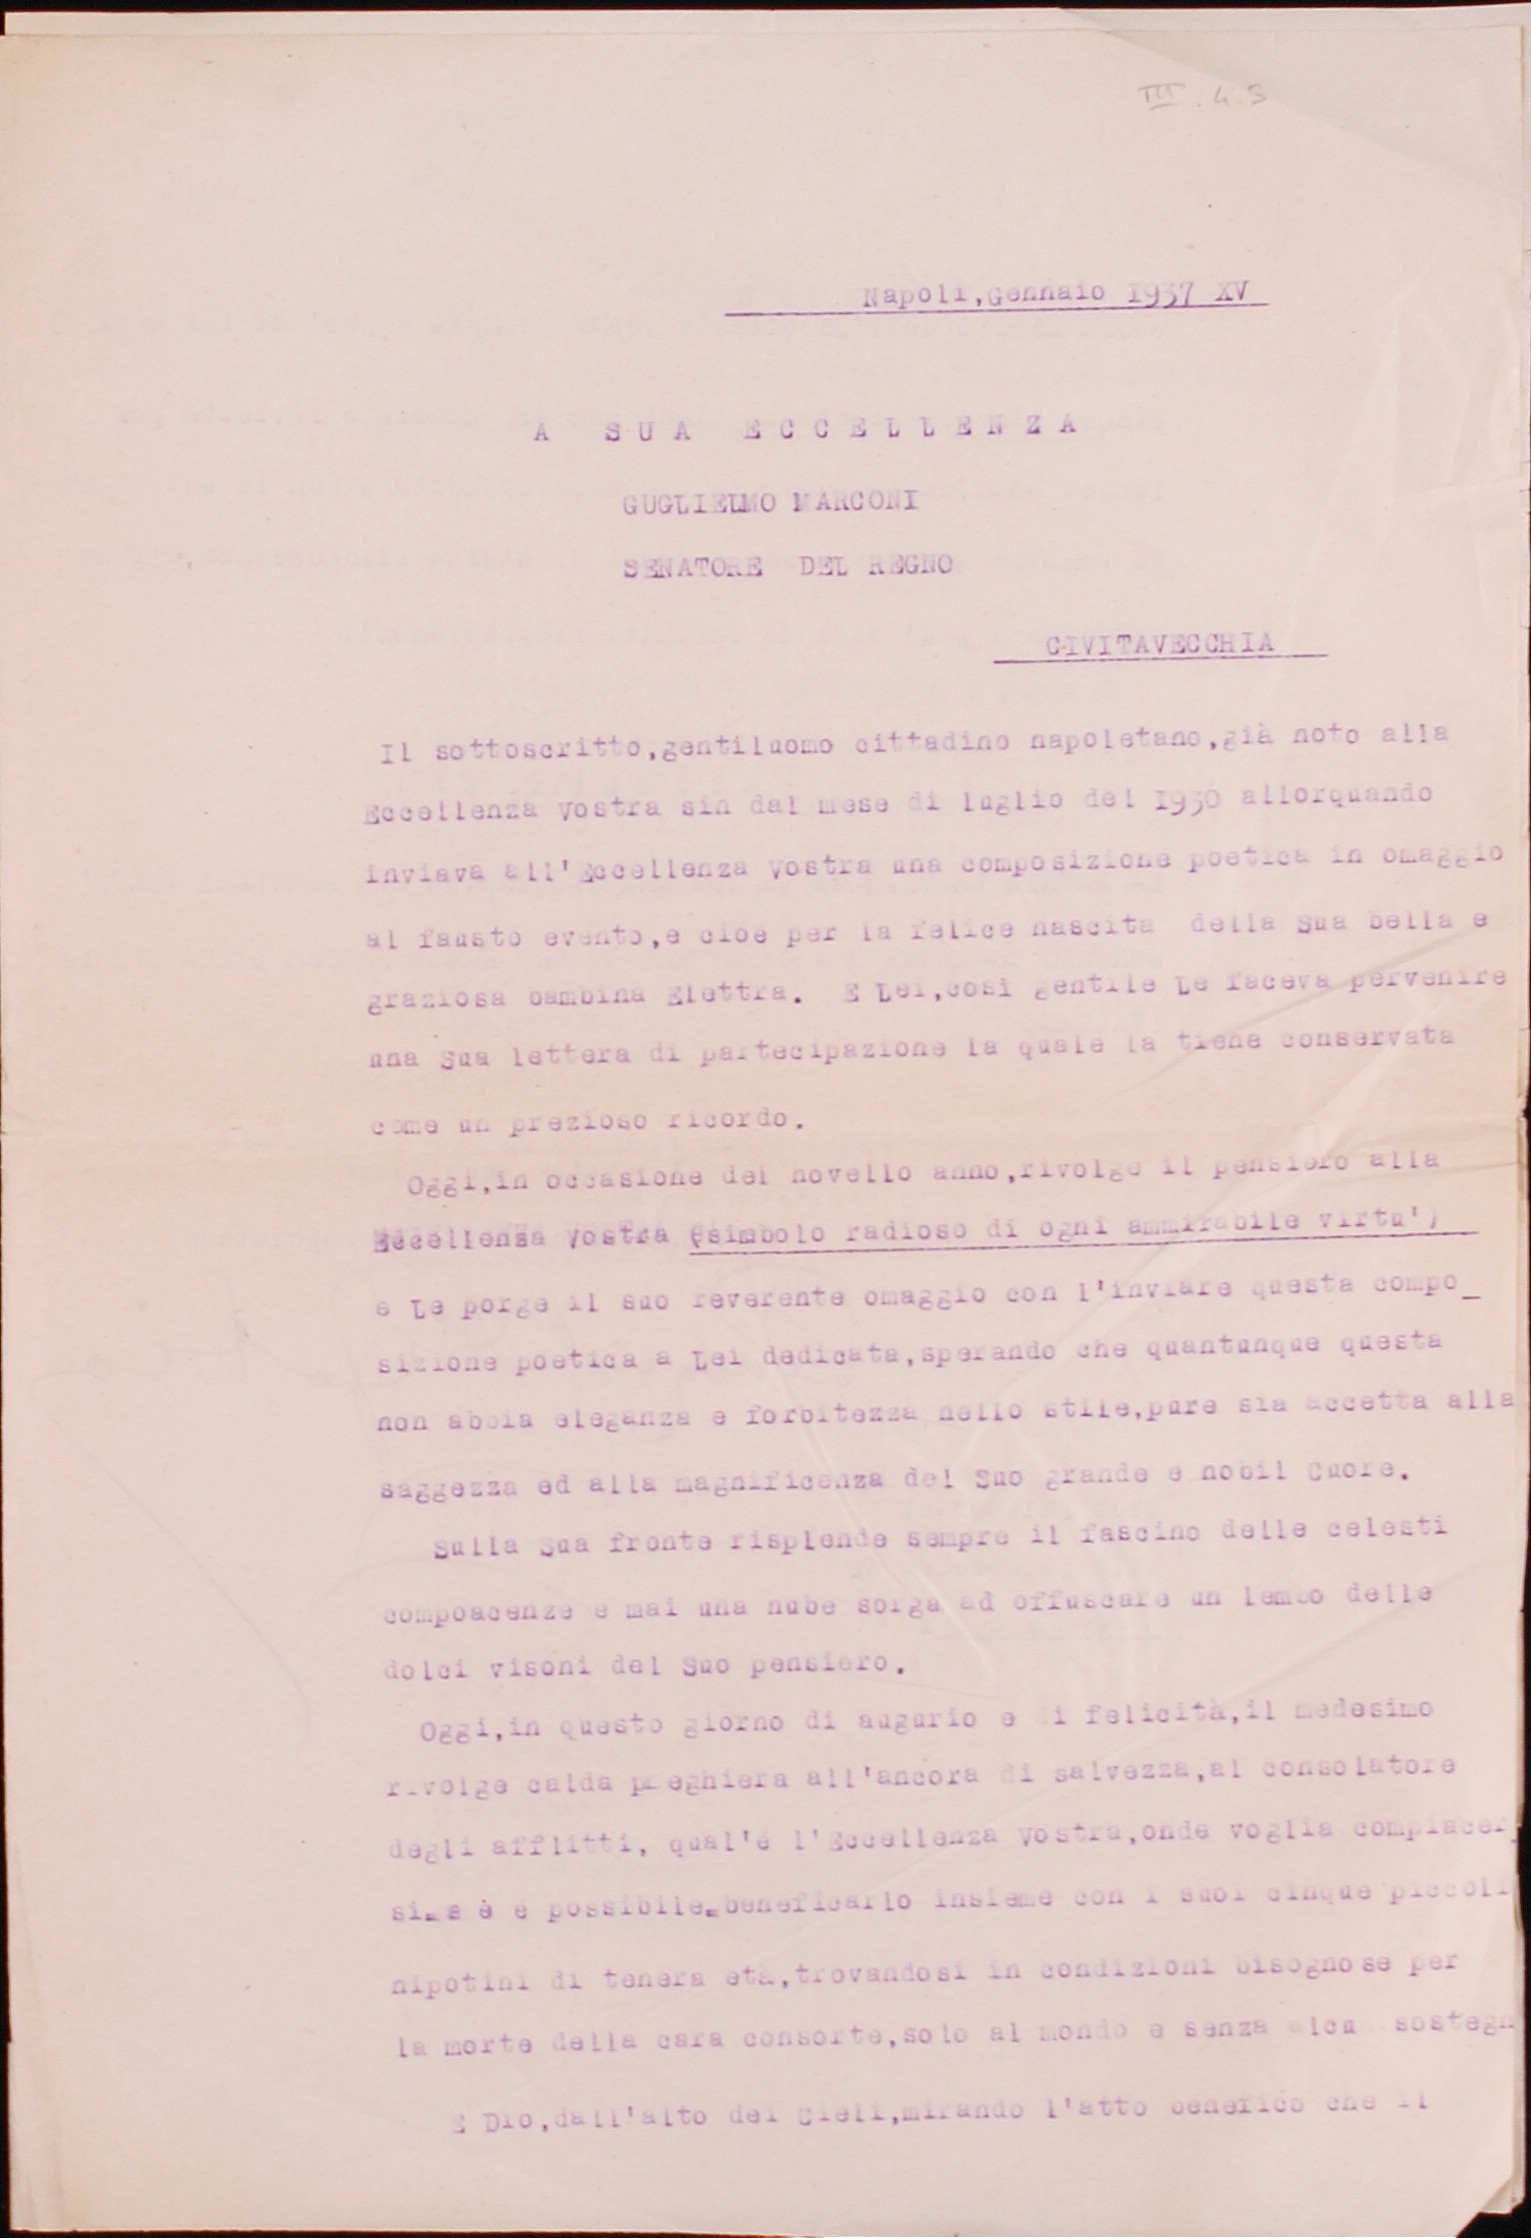 III.4.5
Napoli,Gennaio 1937 XV
A SUA ECCELLENZA
GUGLIELMO MARCONI
SENATORE DEL REGNO
CIVITAVECCHIA
Il sottoscritto,gentiluomo cittadino napoletano,già noto alla
Eccellenza Vostra sin dal mese di luglio del 1930 allorquando
inviava all'Eccellenza Vostra una composizione poetica in omaggio
al fausto evento,e cioe per la felice nascita della Sua bella e
graziosa bambina Elettra. E Lei,così gentile Le faceva pervenire
una Sua lettera di partecipazione la quale la tiene conservata
come un prezioso ricordo.
Oggi,in occasione del novello anno,rivolge il pensiero alla
Eccellenza Vostra (simbolo radioso di ogni ammirabile virtu')
e Le porge il suo reverente omaggio con l'inviare questa compo_
sizione poetica a Lei dedicata,sperando che quantunque questa
non abbia eleganza e forbitezza nello stile,pure sia accetta alla
saggezza ed alla magnificenza del Suo grande e nobil Cuore.
Sulla Sua fronte risplende sempre il fascino delle celesti
compoacenze e mai una nube sorga ad offuscare un lembo delle
dolci visoni del Suo pensiero.
Oggi,in questo giorno di augurio e di felicità,il medesimo
rivolge calda preghiera all'ancora di salvezza,al consolatore
degli afflitti, qual'é l'Eccellenza Vostra,onde voglia compiacer_
si=s è e possibile=beneficarlo insieme con i suoi cinque piccoli
nipotini di tenera età,trovandosi in condizioni bisognose per
la morte della cara consorte,solo al mondo e senza sostegn
E Dio,dall'alto dei Cieli,mirando l'atto benefico che il